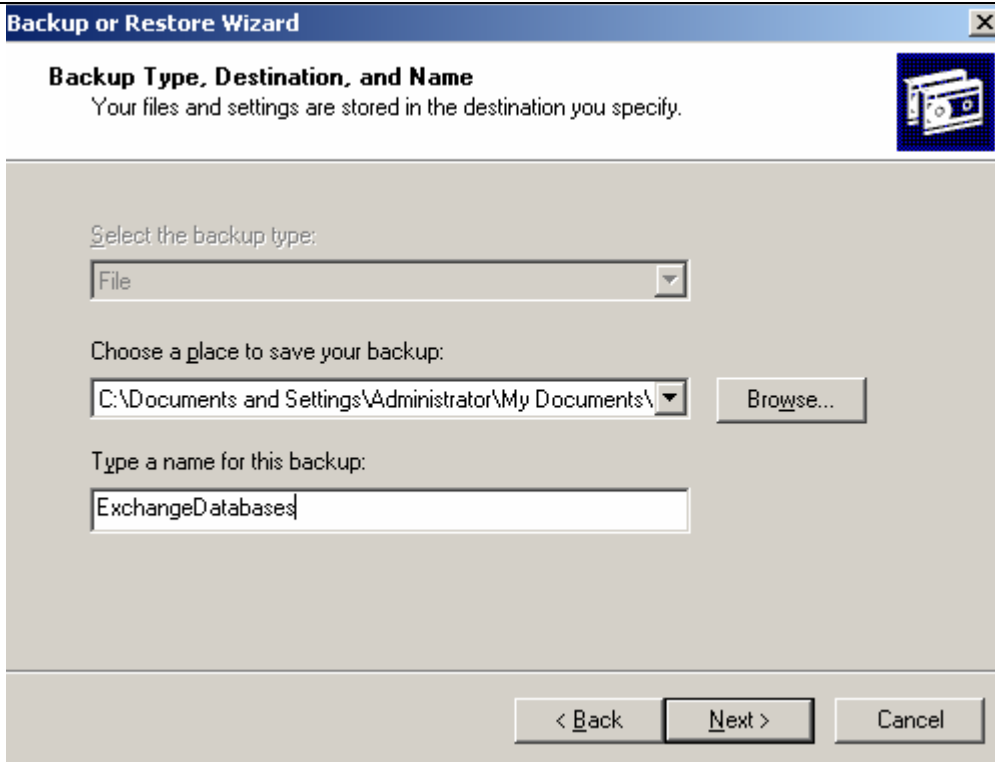 Backup or Restore Wizard
Backup Type, Destination, and Name
Your files and settings are stored in the destination you specify.
Select the backup type:
File
Choose a place to save your backup:
C:\Documents and Settings\Administrator\My Documents\
Browse...
Type a name for this backup:
ExchangeDatabases
< Back
Next >
Cancel